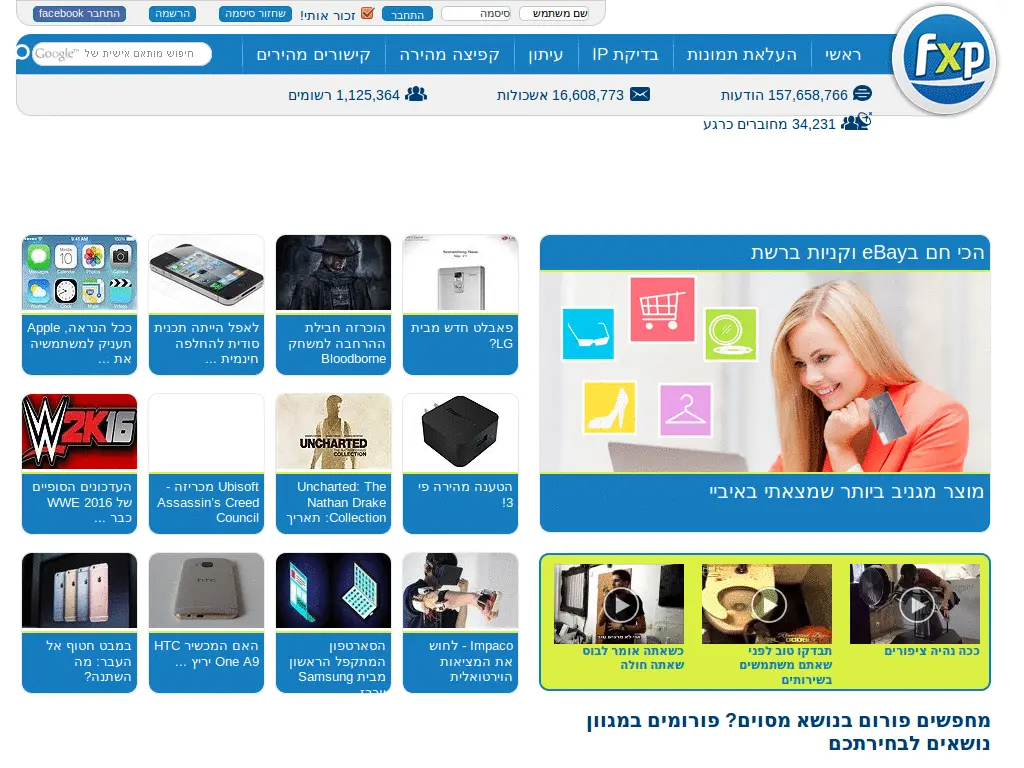 שם משתמש
סיסמה
התחבר
זכור אותי!
שחזור סיסמה
הרשמה
התחבר facebook
fxp
ראשי
העלאת תמונות
בדיקת IP
עיתון
קפיצה מהירה
קישורים מהירים
חיפוש מותאם אישית של Google™
157,658,766 הודעות
16,608,773 אשכולות
1,125,364 רשומים
34,231 מחוברים כרגע
הכי חם בeBay וקניות ברשת
מוצר מגניב ביותר שמצאתי באיביי
פאבלט חדש מבית
LG?
הוכרזה חבילת
ההרחבה למשחק
Bloodborne
לאפל הייתה תכנית
סודית להחלפה
חינמית ...
ככל הנראה, Apple
תעניק למשתמשיה
את ...
UNCHARTED
COLLECTION
W 2K16
הטענה מהירה פי
3!
Uncharted: The
Nathan Drake
Collection: תאריך
Ubisoft מכריזה -
Assassin's Creed
Council
העדכונים הסופיים
של WWE 2016
כבר ...
Impaco - לחוש
את המציאות
הוירטואלית
הסארטפון
המתקפל הראשון
מבית Samsung
האם המכשיר HTC
One A9 יריץ ...
במבט חטוף אל
העבר: מה
השתנה?
ככה נהיה ציפורים
תבדקו טוב לפני
שאתם משתמשים
בשירותים
כשאתה אומר לבוס
שאתה חולה
מחפשים פורום בנושא מסוים? פורומים במגוון
נושאים לבחירתכם